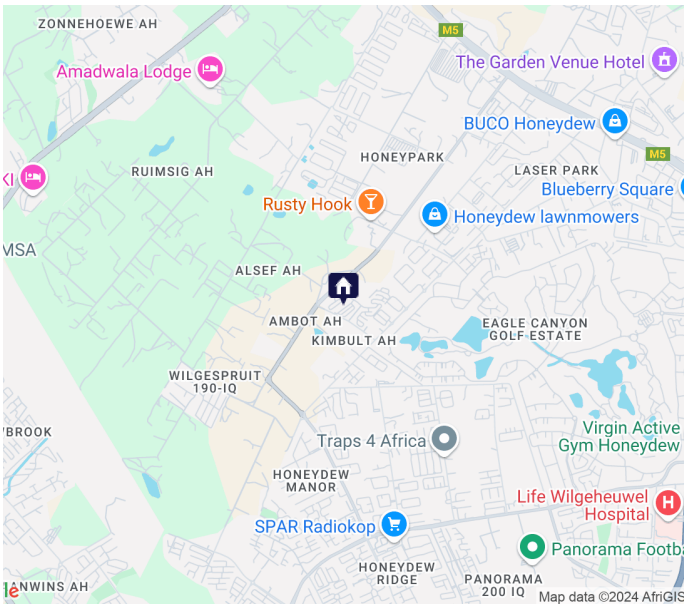 ZONNEHOEWE AH
M5
The Garden Venue Hotel
Amadwala Lodge
BUCO Honeydew
HONEYPARK
M5
RUIMSIG AH
LASER PARK
KI
Blueberry Square
Rusty Hook
Honeydew lawnmowers
MSA
ALSEF AH
AMBOT AH
EAGLE CANYON
GOLF ESTATE
KIMBULT AH
WILGESPRUIT
190-IQ
BROOK
Virgin Active
Gym Honeydew
Traps 4 Africa
HONEYDEW
MANOR
Life Wilgeheuwel
Hospital
H
SPAR Radiokop
Panorama Footba
HONEYDEW
RIDGE
PANORAMA
200 IQ
ANWINS AH
le
Map data ©2024 AfriGIS